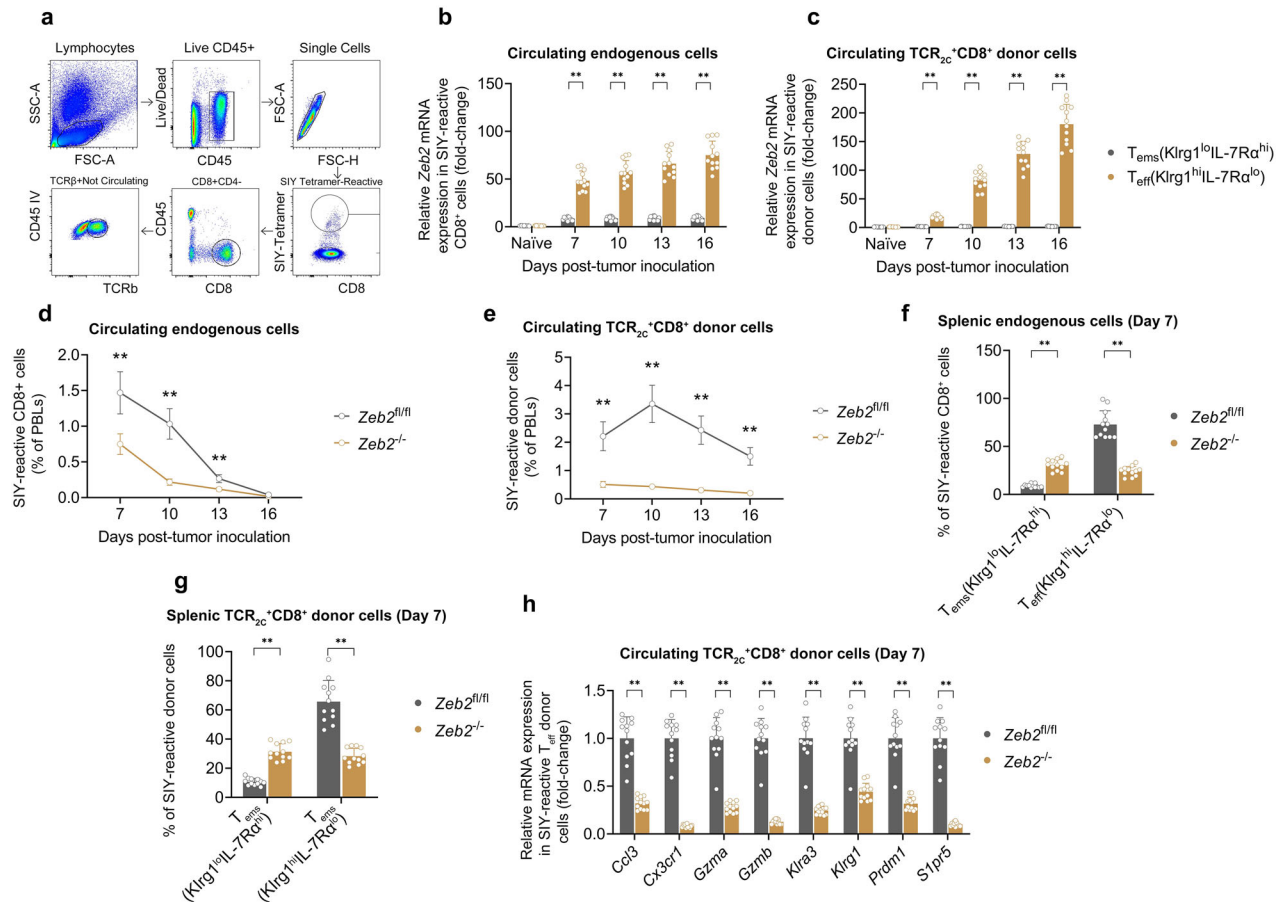 a
Lymphocytes
Live CD45+
Single Cells
SSC-A
Live/Dead
FSC-A
FSC-A
CD45
FSC-H
TCRβ+Not Circulating
CD8+CD4-
SIY Tetramer-Reactive
CD45 IV
CD45
SIY-Tetramer
TCRb
CD8
CD8
b
Circulating endogenous cells
Relative Zeb2 mRNA
expression in SIY-reactive
CD8⁺ cells (fold-change)
150
100
50
0
** ** ** **
Naïve 7 10 13 16
Days post-tumor inoculation
c
Circulating TCR₂C⁺CD8⁺ donor cells
Relative Zeb2 mRNA
expression in SIY-reactive
donor cells (fold-change)
250
200
150
100
50
0
** ** ** **
Naïve 7 10 13 16
Days post-tumor inoculation
Tems(Klrg1ˡᵒIL-7Rαʰⁱ)
Teff(Klrg1ʰⁱIL-7Rαˡᵒ)
d
Circulating endogenous cells
SIY-reactive CD8+ cells
(% of PBLs)
2.0
1.5
1.0
0.5
0.0
** ** **
7 10 13 16
Days post-tumor inoculation
Zeb2ᶠˡ/ᶠˡ
Zeb2⁻/⁻
e
Circulating TCR₂C⁺CD8⁺ donor cells
SIY-reactive donor cells
(% of PBLs)
6
5
4
3
2
1
0
** ** ** **
7 10 13 16
Days post-tumor inoculation
Zeb2ᶠˡ/ᶠˡ
Zeb2⁻/⁻
f
Splenic endogenous cells (Day 7)
% of SIY-reactive CD8⁺ cells
150
100
50
0
** **
Tems(Klrg1ˡᵒIL-7Rαʰⁱ)
Teff(Klrg1ʰⁱIL-7Rαˡᵒ)
Zeb2ᶠˡ/ᶠˡ
Zeb2⁻/⁻
g
Splenic TCR₂C⁺CD8⁺ donor cells (Day 7)
% of SIY-reactive donor cells
100
80
60
40
20
0
** **
Tems
(Klrg1ˡᵒIL-7Rαʰⁱ)
Tems
(Klrg1ʰⁱIL-7Rαˡᵒ)
Zeb2ᶠˡ/ᶠˡ
Zeb2⁻/⁻
h
Circulating TCR₂C⁺CD8⁺ donor cells (Day 7)
Relative mRNA expression
in SIY-reactive Teff donor
cells (fold-change)
1.5
1.0
0.5
0.0
** ** ** ** ** ** ** **
Ccl3 Cx3cr1 Gzma Gzmb Klra3 Klrg1 Prdm1 S1pr5
Zeb2ᶠˡ/ᶠˡ
Zeb2⁻/⁻